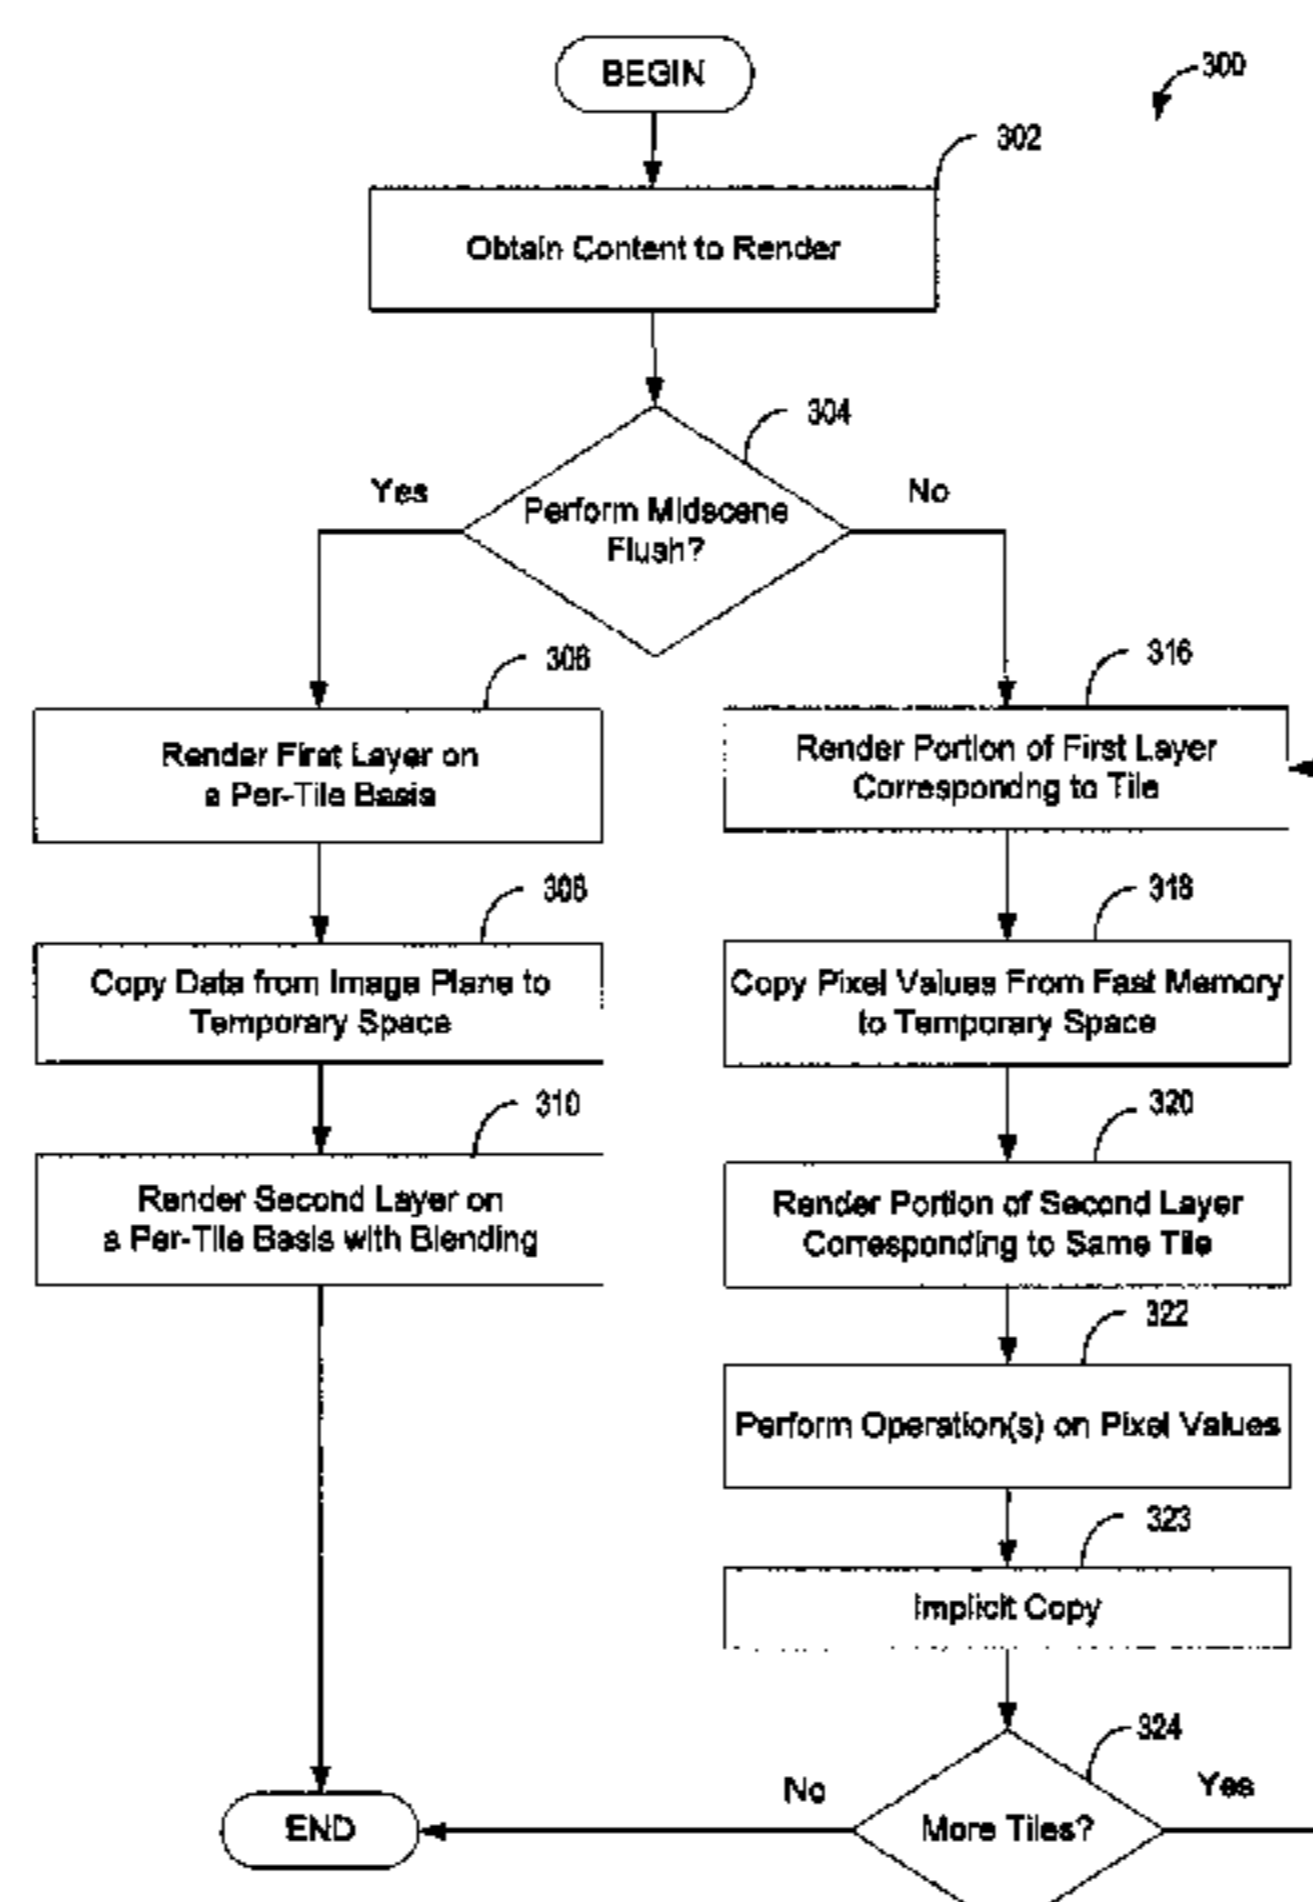 BEGIN
300
302
Obtain Content to Render
304
Yes
No
Perform Midscene
Flush?
306
Render First Layer on
a Per-Tile Basis
316
Render Portion of First Layer
Correspondng to Tile
308
Copy Data from Image Plane to
Temporary Space
318
Copy Pixel Values From Fast Memory
to Temporary Space
310
Render Second Layer on
a Per-Tile Basis with Blending
320
Render Portion of Second Layer
Corresponding to Same Tile
322
Perform Operation(s) on Pixel Values
323
Implicit Copy
324
No
Yes
More Tiles?
END